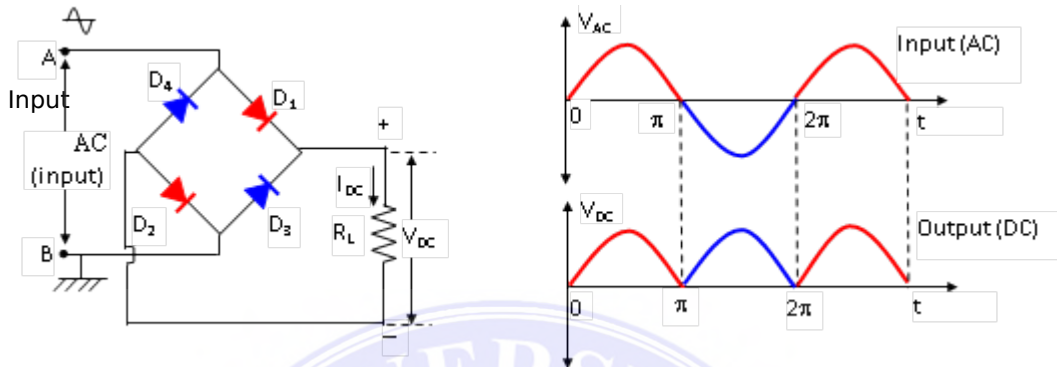 A
Input
AC
(input)
B
D4
D1
D2
D3
+
IDC
RL
VDC
−
VAC
Input (AC)
0
π
2π
t
VDC
Output (DC)
0
π
2π
t